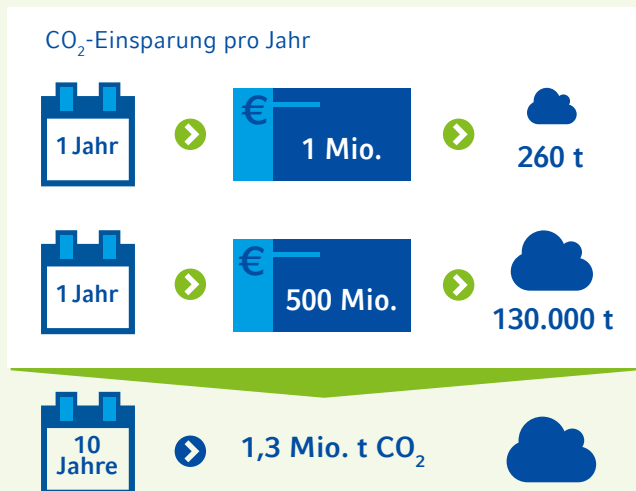 CO₂-Einsparung pro Jahr
1 Jahr
€
1 Mio.
260 t
1 Jahr
€
500 Mio.
130.000 t
10
Jahre
1,3 Mio. t CO₂